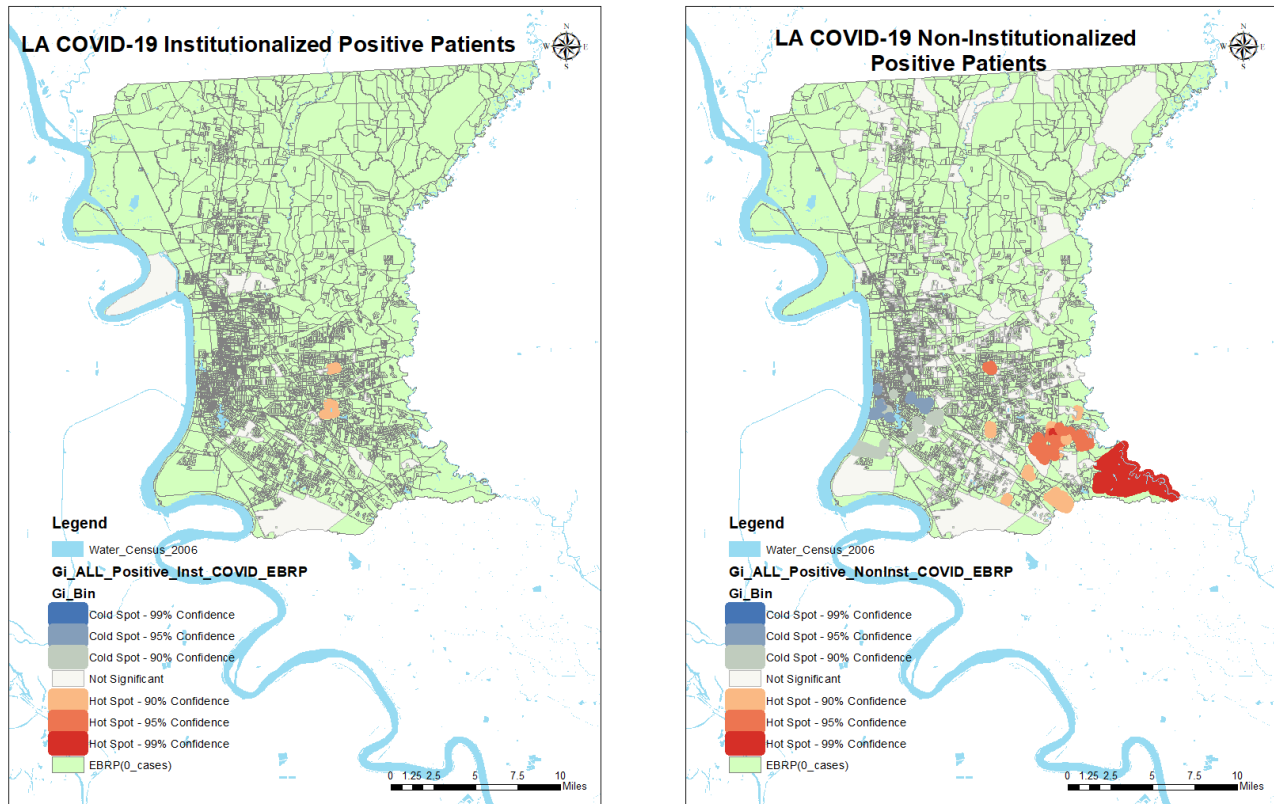 LA COVID-19 Institutionalized Positive Patients
N
W E
S
Legend
Water_Census_2006
Gi_ALL_Positive_Inst_COVID_EBRP
Gi_Bin
Cold Spot - 99% Confidence
Cold Spot - 95% Confidence
Cold Spot - 90% Confidence
Not Significant
Hot Spot - 90% Confidence
Hot Spot - 95% Confidence
Hot Spot - 99% Confidence
EBRP(0_cases)
0 1.25 2.5 5 7.5 10
Miles
LA COVID-19 Non-Institutionalized
Positive Patients
N
W E
S
Legend
Water_Census_2006
Gi_ALL_Positive_NonInst_COVID_EBRP
Gi_Bin
Cold Spot - 99% Confidence
Cold Spot - 95% Confidence
Cold Spot - 90% Confidence
Not Significant
Hot Spot - 90% Confidence
Hot Spot - 95% Confidence
Hot Spot - 99% Confidence
EBRP(0_cases)
0 1.25 2.5 5 7.5 10
Miles